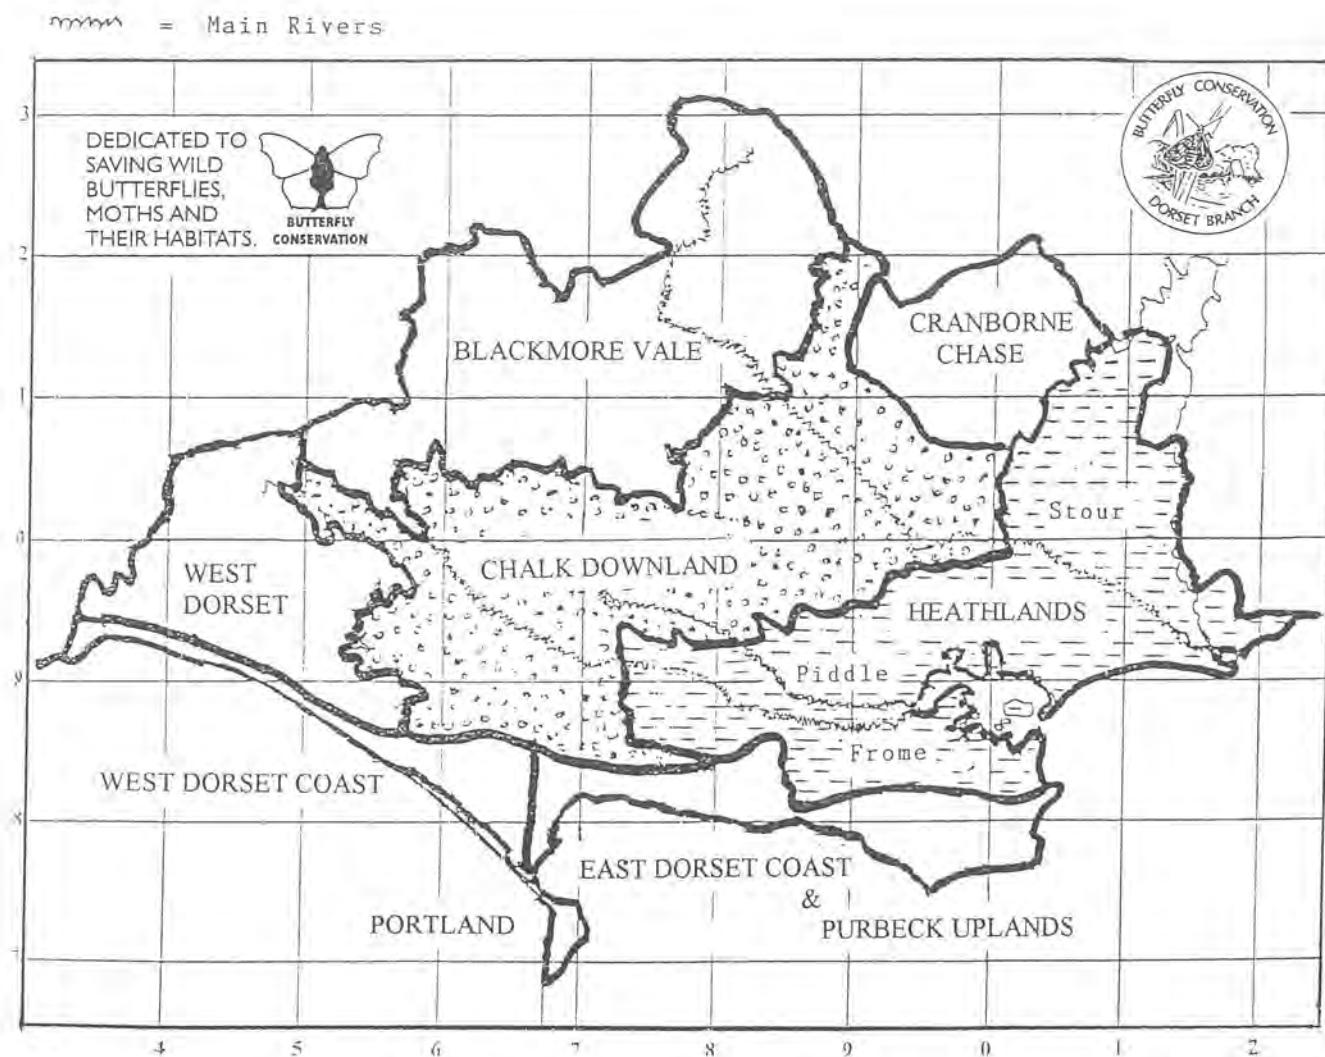 = Main Rivers
DEDICATED TO
SAVING WILD
BUTTERFLIES,
MOTHS AND
THEIR HABITATS.
BUTTERFLY
CONSERVATION
BUTTERFLY CONSERVATION
DORSET BRANCH
3
2
1
0
9
8
7
BLACKMORE VALE
CRANBORNE
CHASE
Stour
WEST
DORSET
CHALK DOWNLAND
HEATHLANDS
Piddle
Frome
WEST DORSET COAST
EAST DORSET COAST
&
PURBECK UPLANDS
PORTLAND
4 5 6 7 8 9 0 1 2